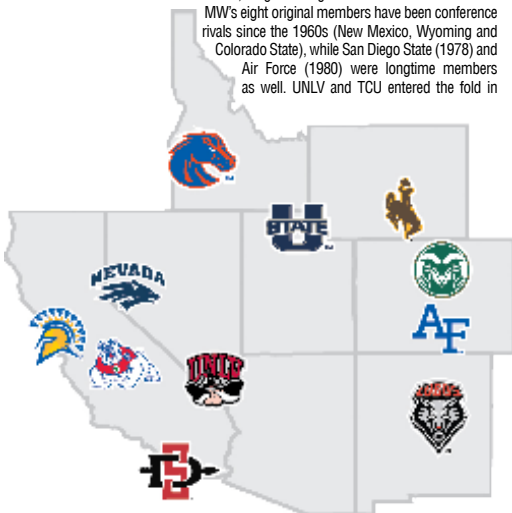 MW's eight original members have been conference
rivals since the 1960s (New Mexico, Wyoming and
Colorado State), while San Diego State (1978) and
Air Force (1980) were longtime members
as well. UNLV and TCU entered the fold in
STATE
NEVADA
AF
UNLV
LOBOS
SD